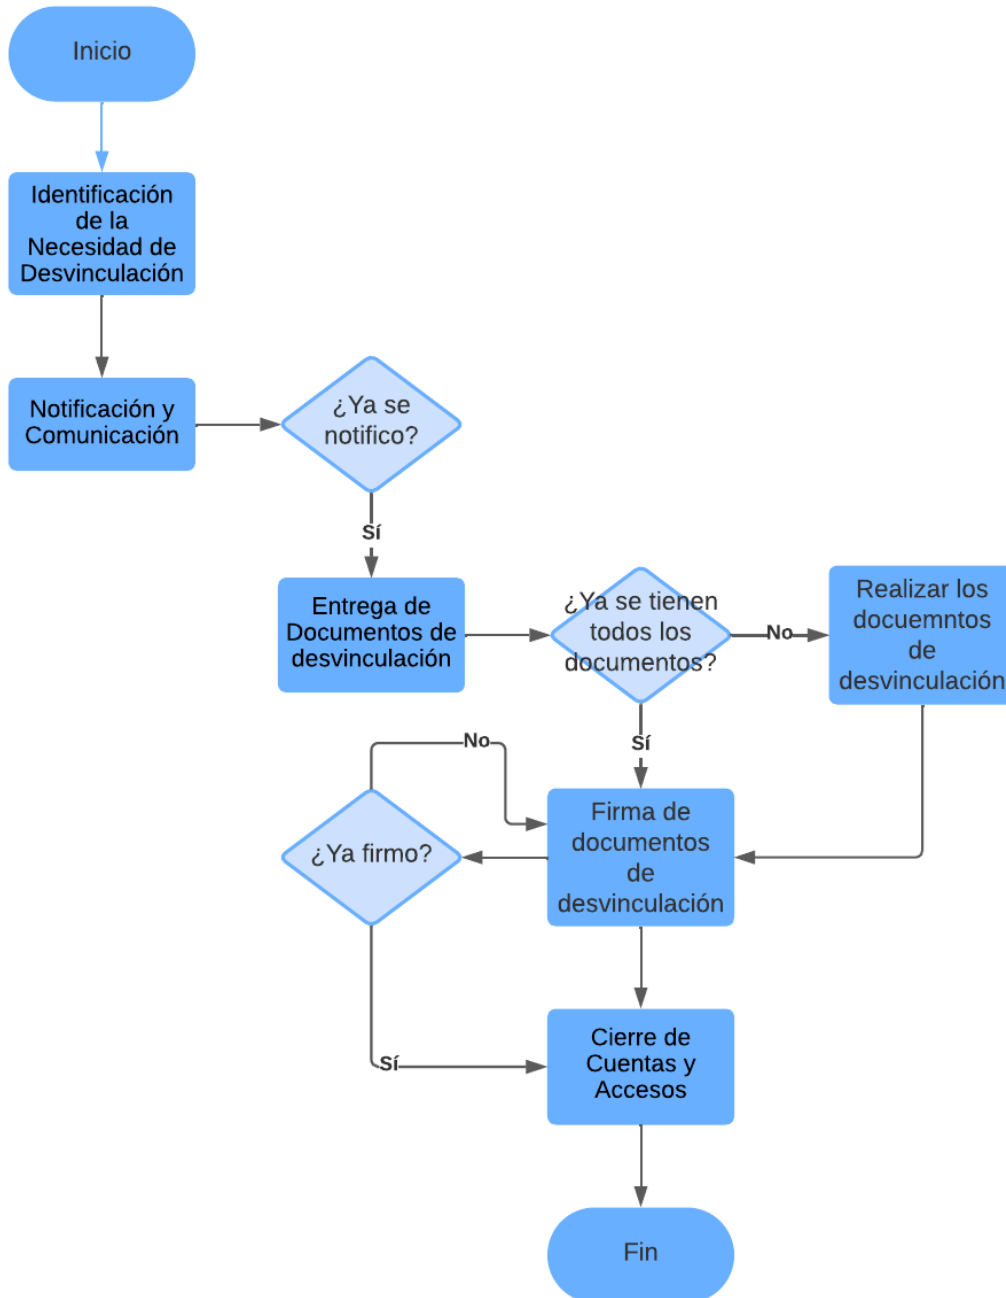 Inicio
Identificación
de la
Necesidad de
Desvinculación
Notificación y
Comunicación
¿Ya se
notifico?
Sí
Entrega de
Documentos de
desvinculación
¿Ya se tienen
todos los
documentos?
No
Realizar los
docuemntos
de
desvinculación
Sí
No
Firma de
documentos
de
desvinculación
¿Ya firmo?
Sí
Cierre de
Cuentas y
Accesos
Fin